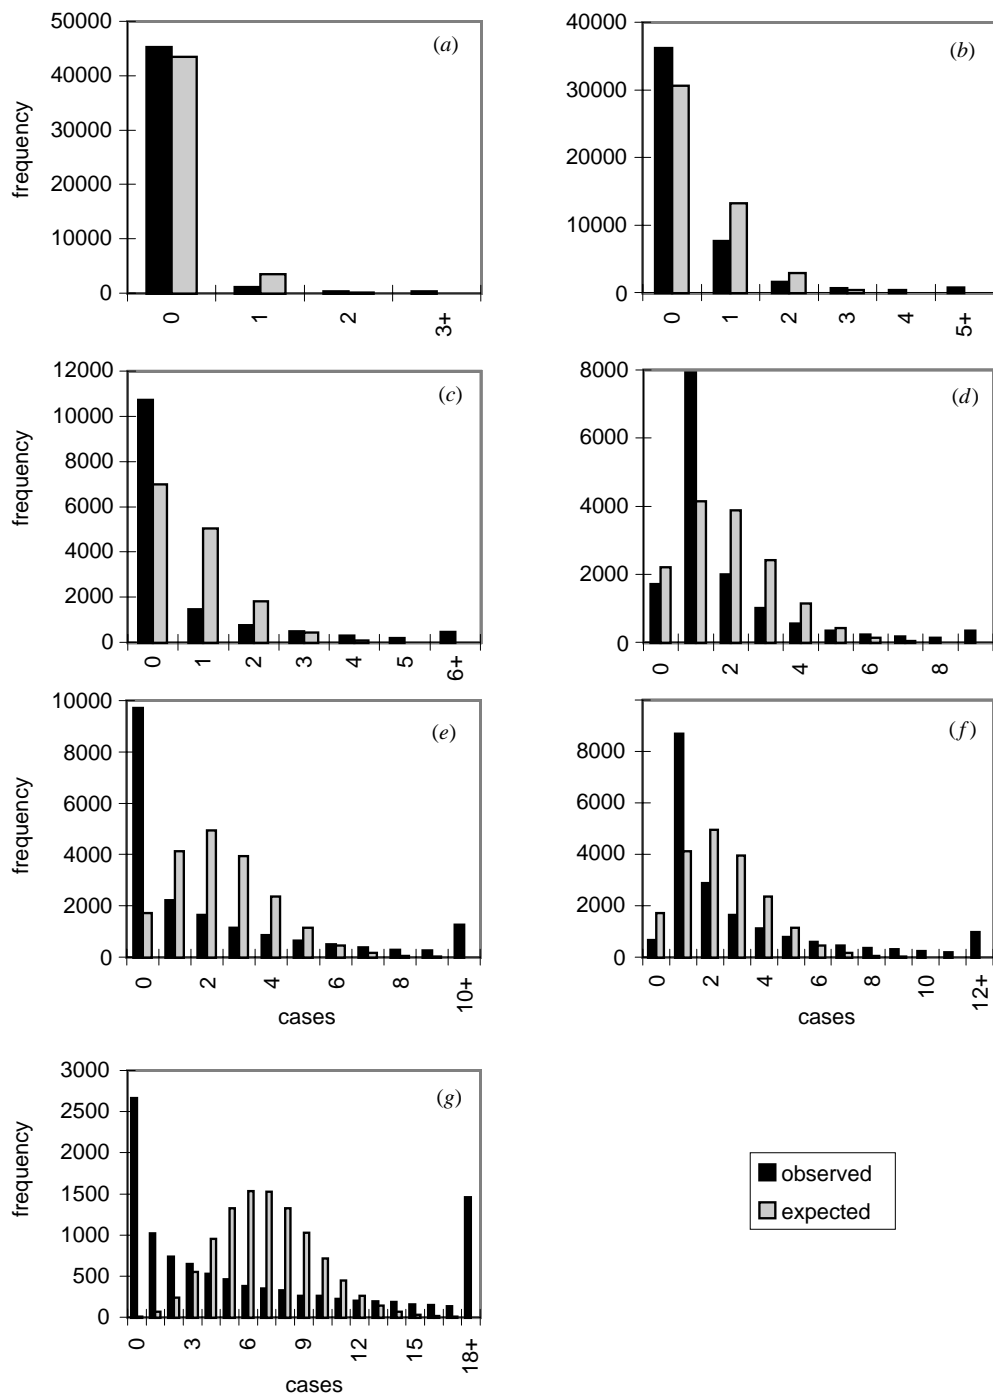 (a)
frequency
50000
40000
30000
20000
10000
0
0 1 2 3+
(b)
40000
30000
20000
10000
0
0 1 2 3 4 5+
(c)
frequency
12000
10000
8000
6000
4000
2000
0
0 1 2 3 4 5 6+
(d)
8000
6000
4000
2000
0
0 2 4 6 8
(e)
frequency
10000
8000
6000
4000
2000
0
0 2 4 6 8 10+
cases
(f)
8000
6000
4000
2000
0
0 2 4 6 8 10 12+
cases
(g)
frequency
3000
2500
2000
1500
1000
500
0
0 3 6 9 12 15 18+
cases
observed
expected